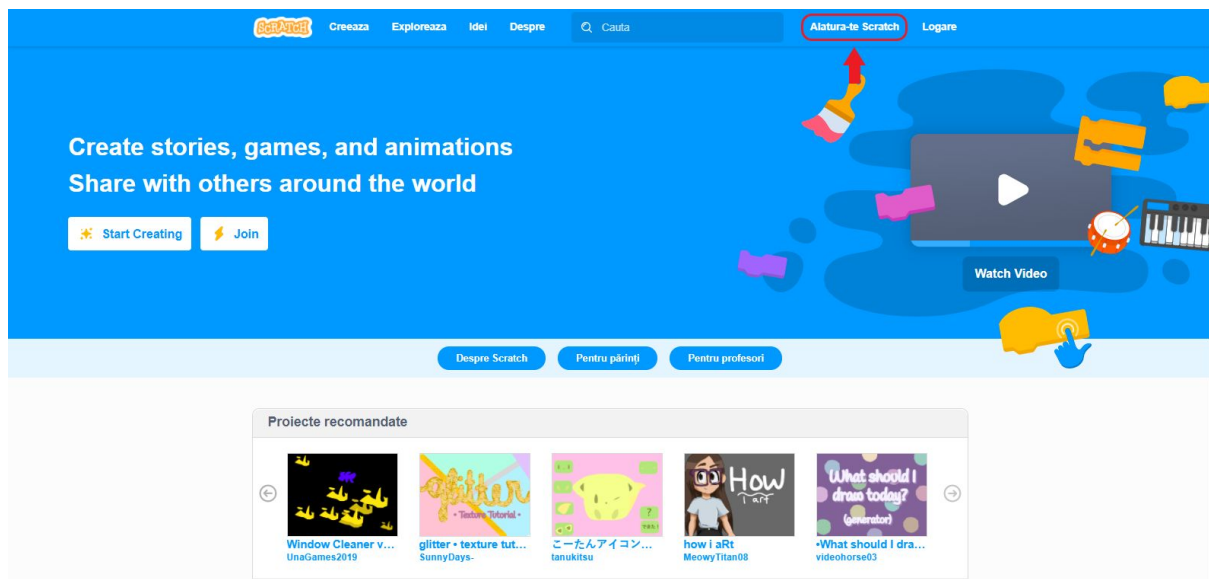 SCRATCH Creeaza Exploreaza Idei Despre Cauta Alatura-te Scratch Logare
Create stories, games, and animations
Share with others around the world
Start Creating Join
Watch Video
Despre Scratch Pentru părinți Pentru profesori
Proiecte recomandate
glitter
• Texture Tutorial •
?
How
i art
What should I
draw today?
(generator)
Window Cleaner v... glitter • texture tut... こーたんアイコン... how i aRt •What should I dra...
UnaGames2019 SunnyDays- tanukitsu MeowyTitan08 videohorse03